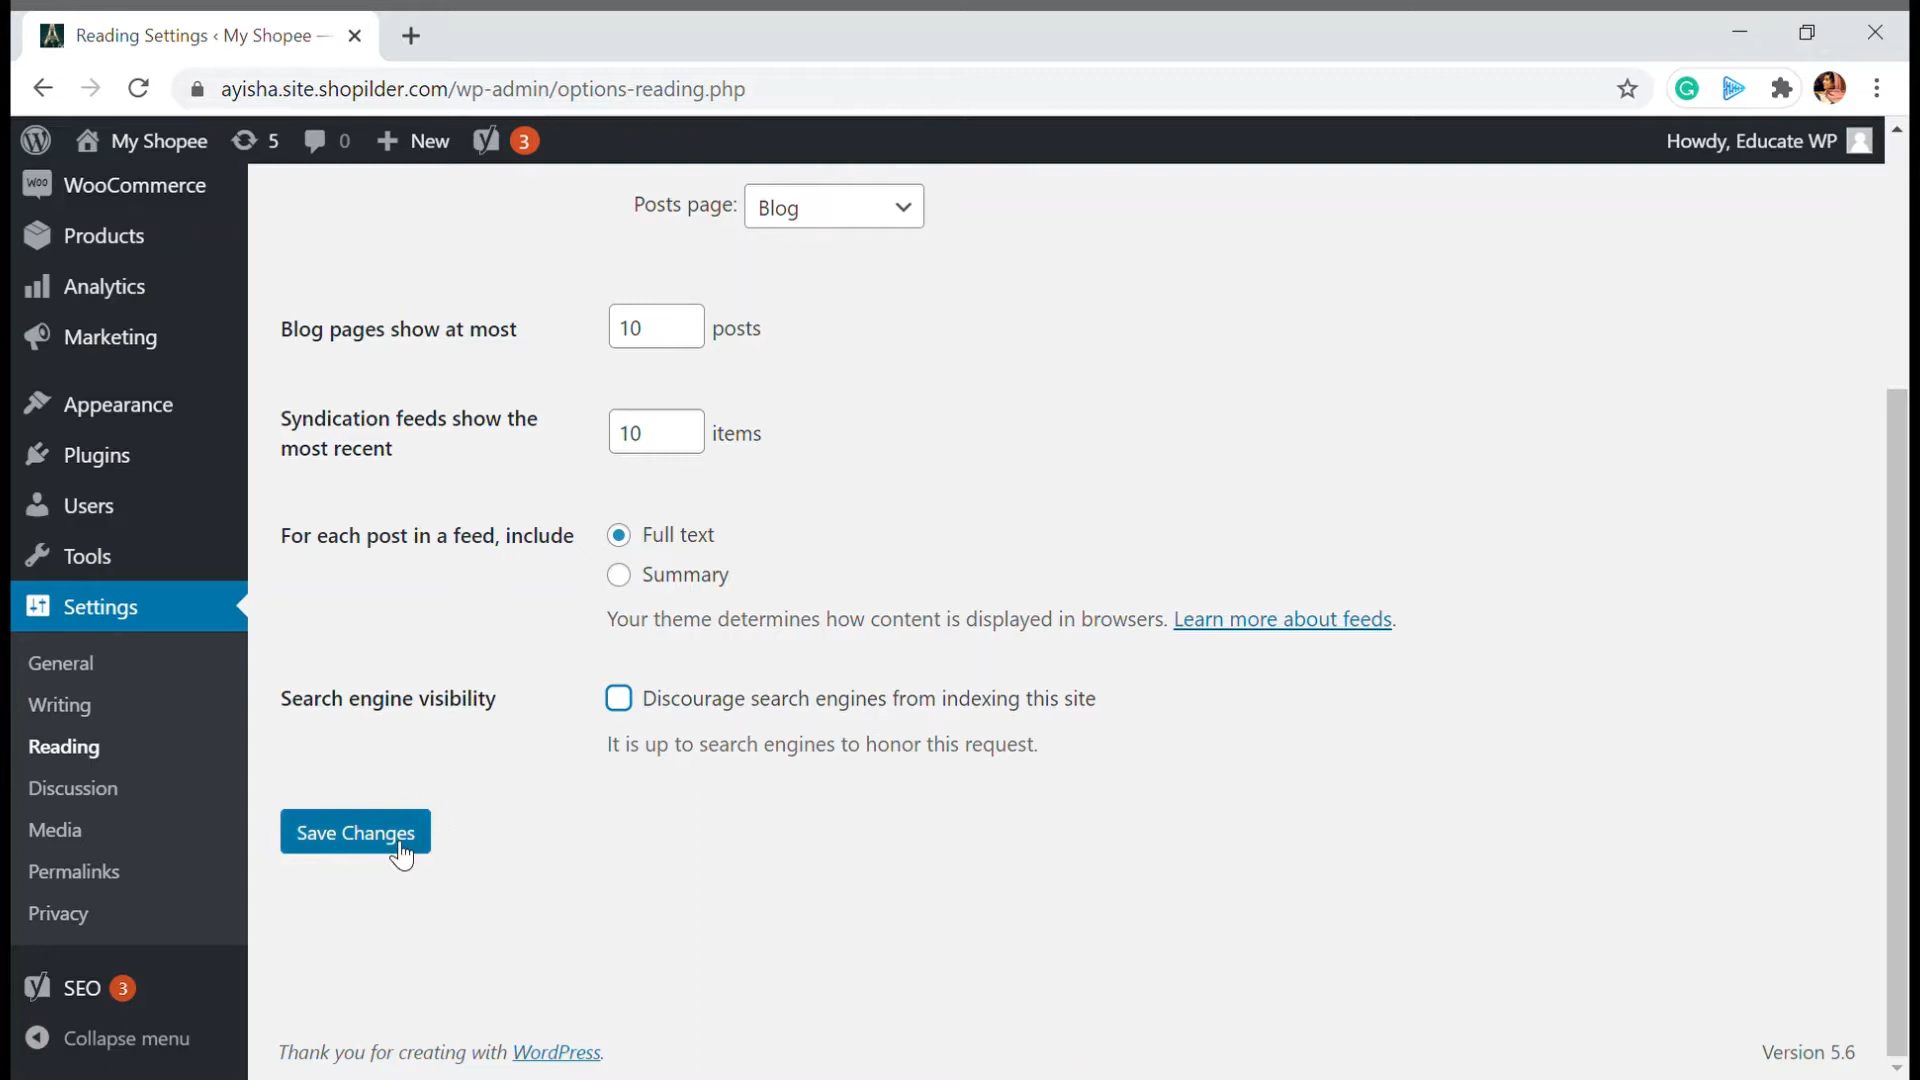 Reading Settings ‹ My Shopee —
ayisha.site.shopilder.com/wp-admin/options-reading.php
My Shopee 5 0 New 3 Howdy, Educate WP
WOO WooCommerce
Products
Analytics
Marketing
Appearance
Plugins
Users
Tools
Settings
General
Writing
Reading
Discussion
Media
Permalinks
Privacy
SEO 3
Collapse menu
Posts page: Blog
Blog pages show at most 10 posts
Syndication feeds show the
most recent
10 items
For each post in a feed, include Full text
Summary
Your theme determines how content is displayed in browsers. Learn more about feeds.
Search engine visibility Discourage search engines from indexing this site
It is up to search engines to honor this request.
Save Changes
Thank you for creating with WordPress. Version 5.6